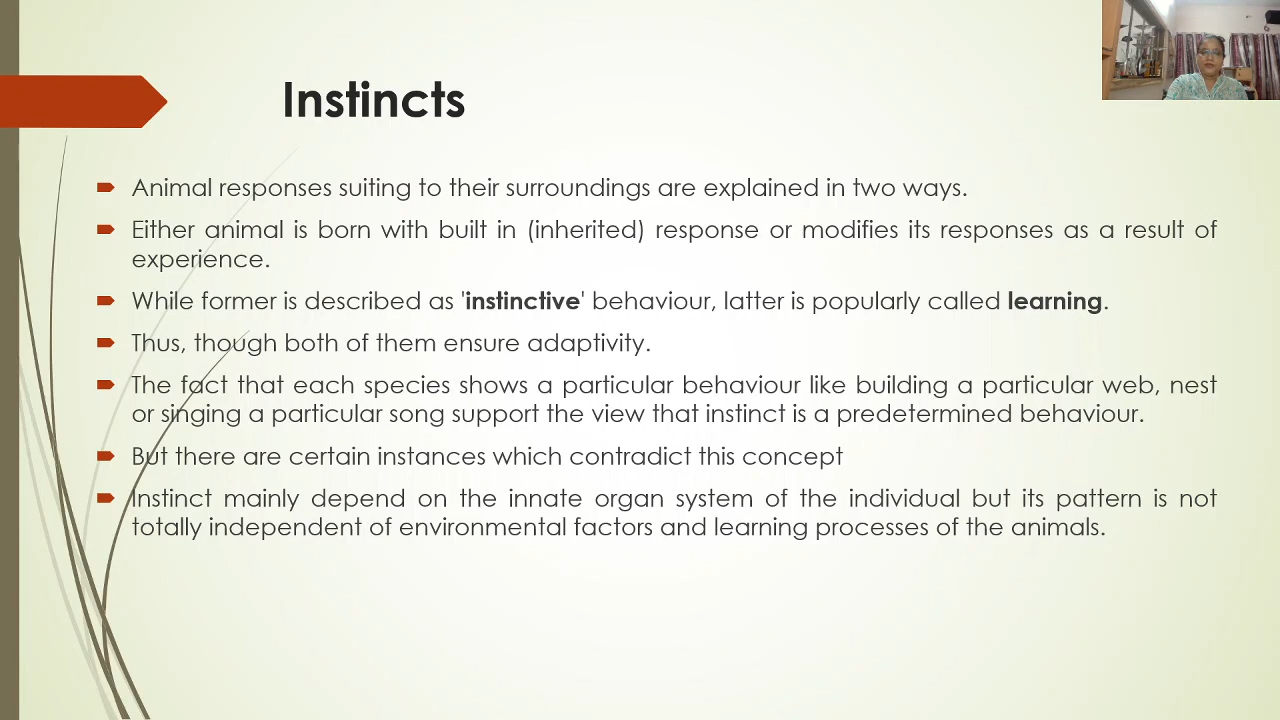 Instincts
Animal responses suiting to their surroundings are explained in two ways.
Either animal is born with built in (inherited) response or modifies its responses as a result of
experience.
While former is described as 'instinctive' behaviour, latter is popularly called learning.
Thus, though both of them ensure adaptivity.
The fact that each species shows a particular behaviour like building a particular web, nest
or singing a particular song support the view that instinct is a predetermined behaviour.
But there are certain instances which contradict this concept
Instinct mainly depend on the innate organ system of the individual but its pattern is not
totally independent of environmental factors and learning processes of the animals.